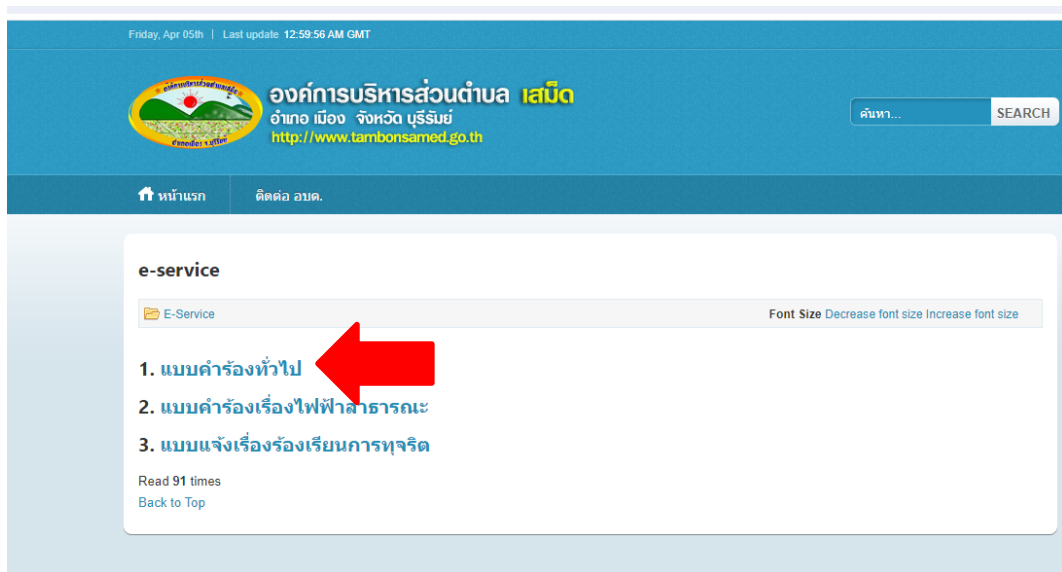 Friday, Apr 05th | Last update 12:59:56 AM GMT
องค์การบริหารส่วนตำบล เสม็ด
อำเภอ เมือง จังหวัด บุรีรัมย์
http://www.tambonsamed.go.th
ค้นหา... SEARCH
หน้าแรก ติดต่อ อบต.
e-service
E-Service Font Size Decrease font size Increase font size
1. แบบคำร้องทั่วไป
2. แบบคำร้องเรื่องไฟฟ้าสาธารณะ
3. แบบแจ้งเรื่องร้องเรียนการทุจริต
Read 91 times
Back to Top